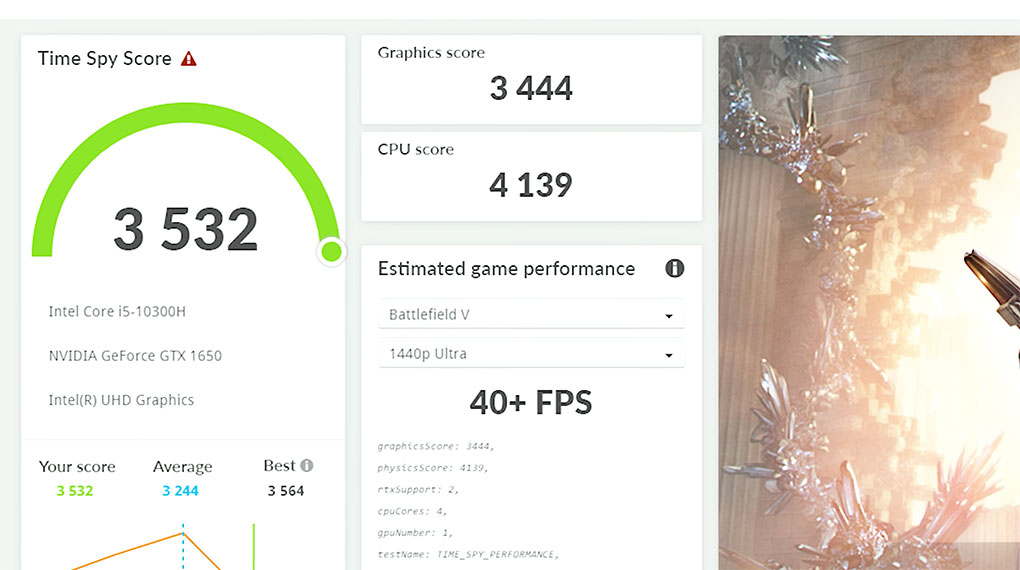 Time Spy Score
3 532
Intel Core i5-10300H
NVIDIA GeForce GTX 1650
Intel(R) UHD Graphics
Your score
Average
Best
3 532
3 244
3 564
Graphics score
3 444
CPU score
4 139
Estimated game performance
Battlefield V
1440p Ultra
40+ FPS
graphicsScore: 3444,
physicsScore: 4139,
rtxSupport: 2,
cpuCores: 4,
gpuNumber: 1,
testName: TIME_SPY_PERFORMANCE,